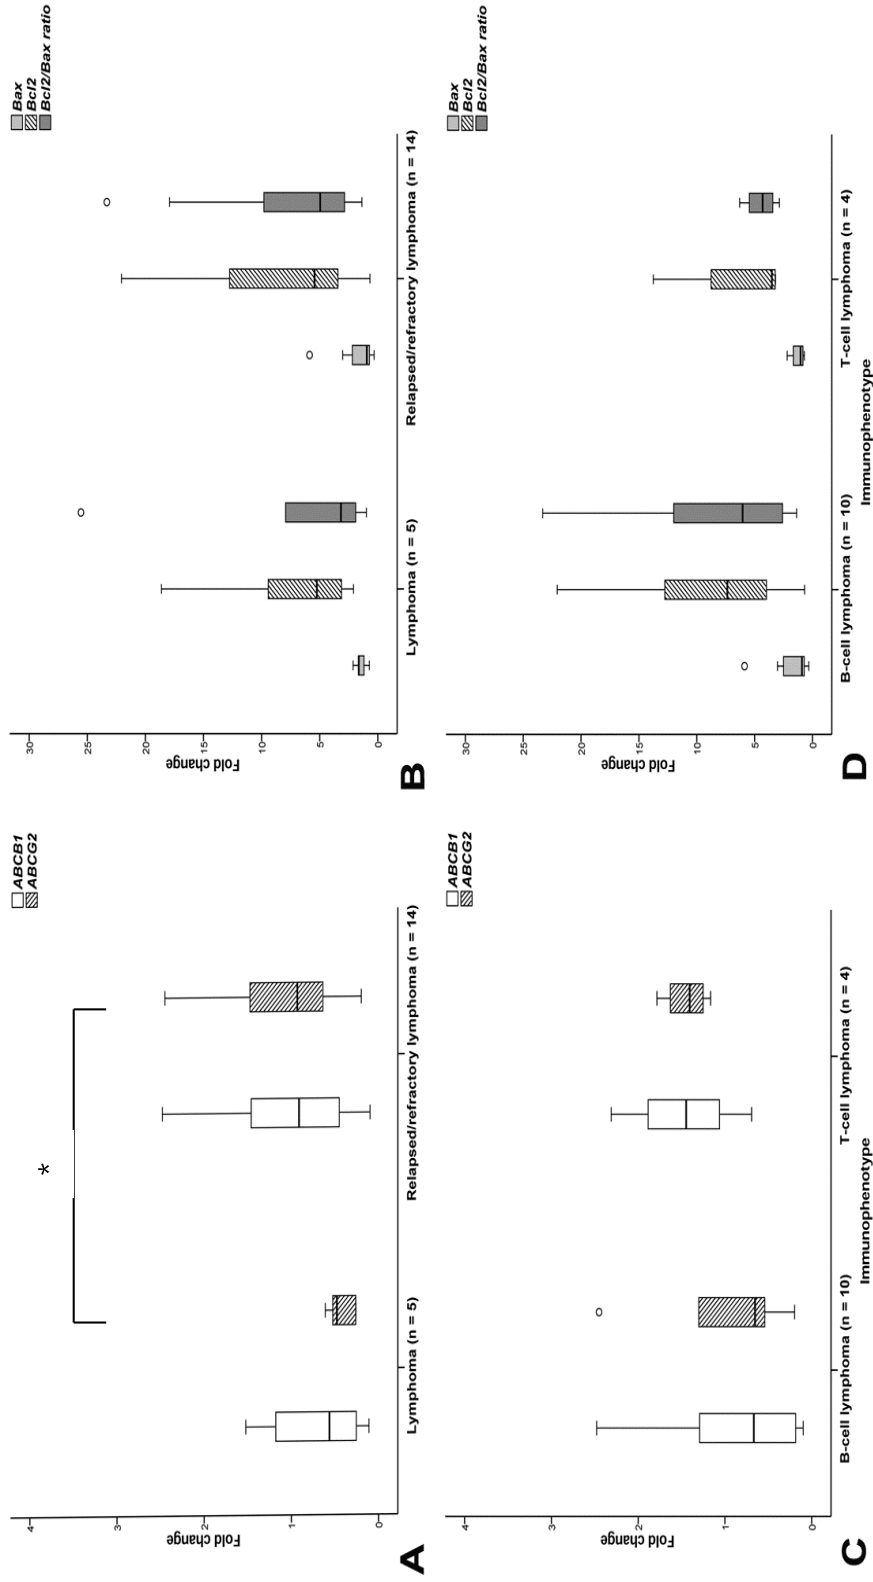 ABCB1
ABCG2
*
4
3
2
1
0
Fold change
Lymphoma (n = 5)
Relapsed/refractory lymphoma (n = 14)
A
Bax
Bcl2
Bcl2/Bax ratio
30
25
20
15
10
5
0
Fold change
Lymphoma (n = 5)
Relapsed/refractory lymphoma (n = 14)
B
ABCB1
ABCG2
4
3
2
1
0
Fold change
B-cell lymphoma (n = 10)
T-cell lymphoma (n = 4)
Immunophenotype
C
Bax
Bcl2
Bcl2/Bax ratio
30
25
20
15
10
5
0
Fold change
B-cell lymphoma (n = 10)
T-cell lymphoma (n = 4)
Immunophenotype
D